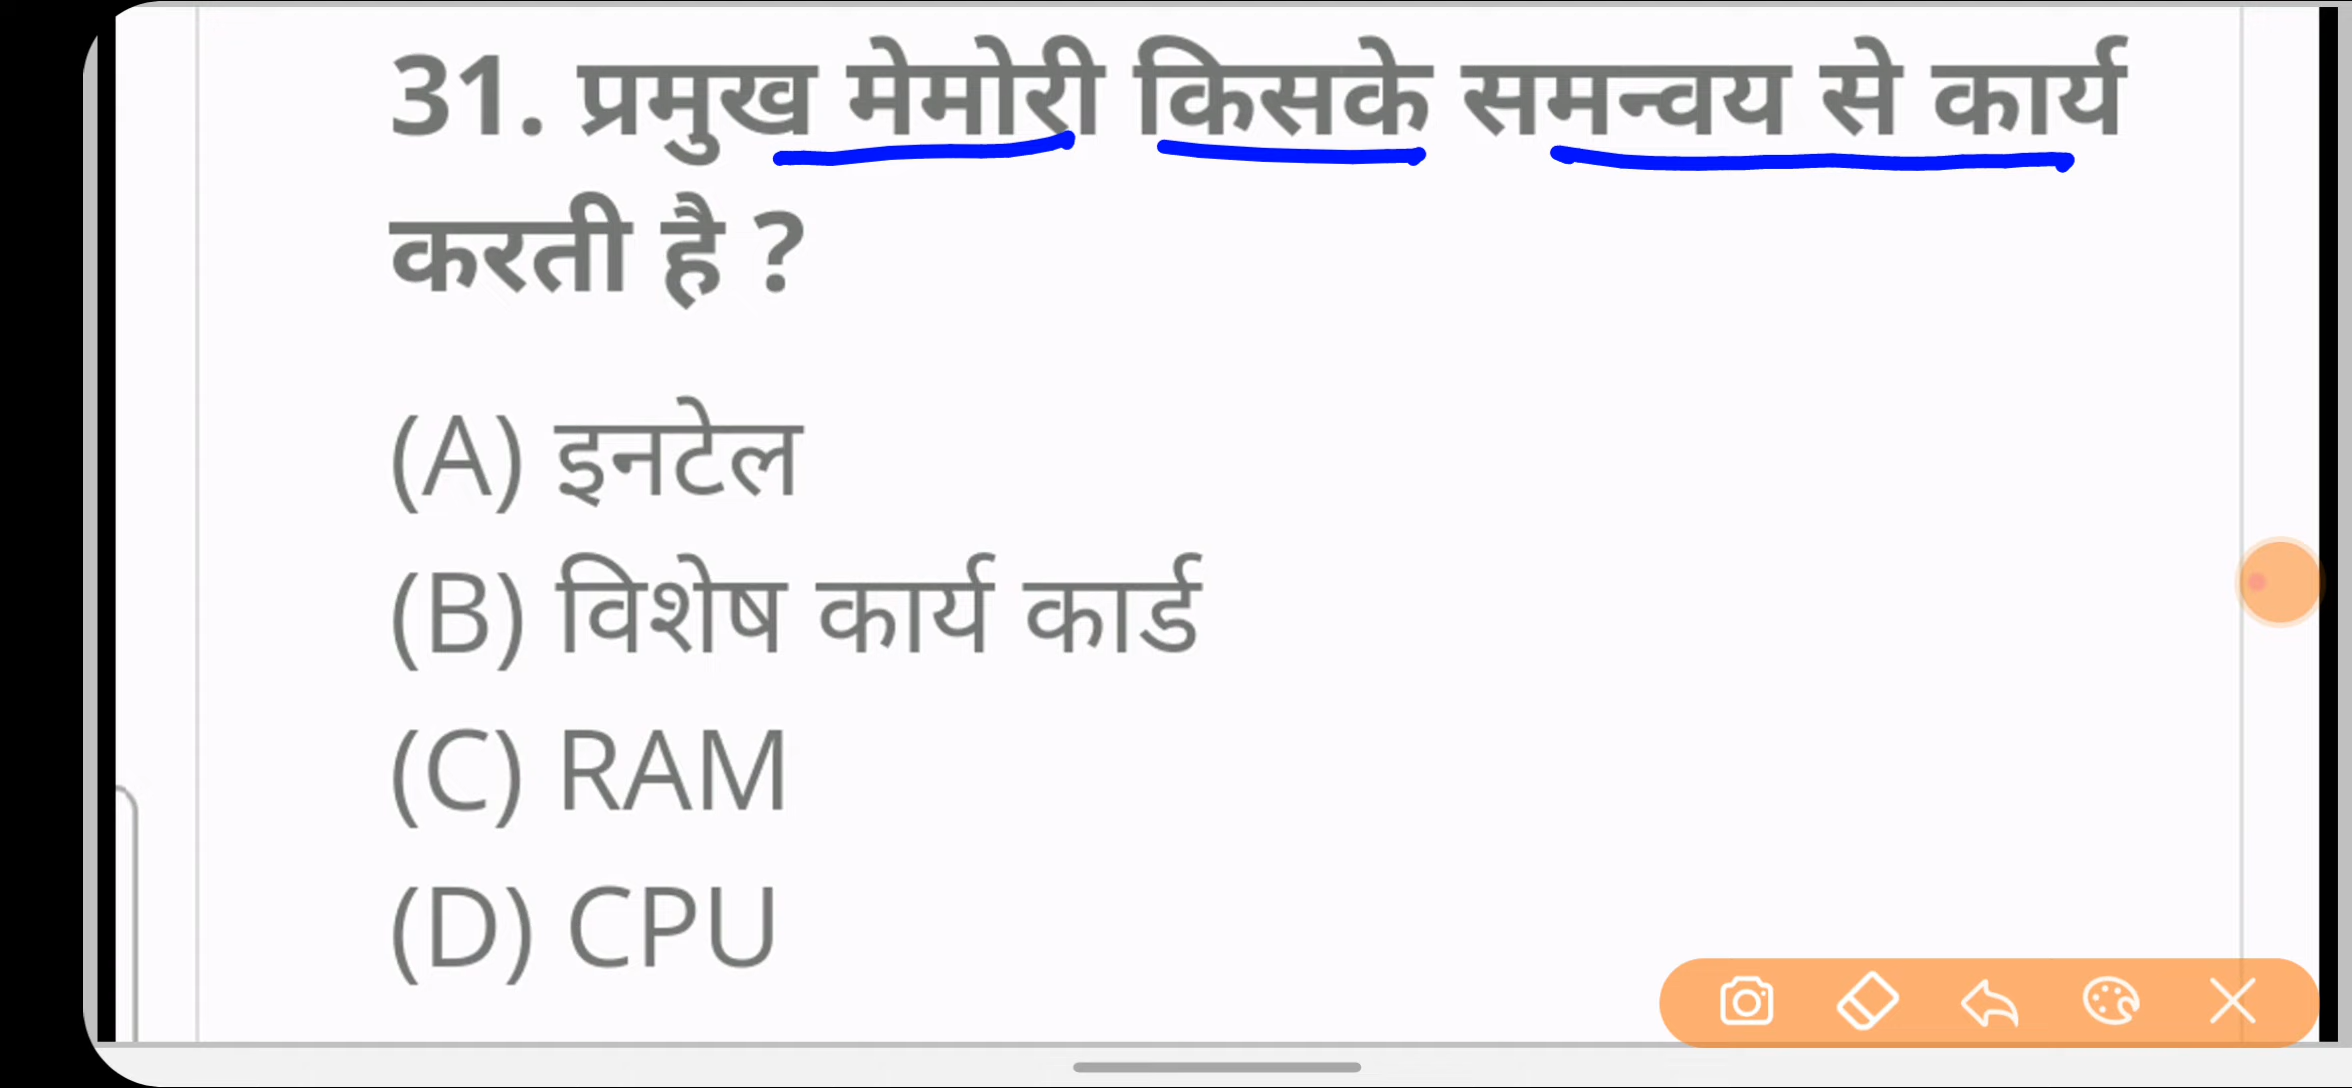 31. प्रमुख मेमोरी किसके समन्वय से कार्य
करती है ?
(A) इनटेल
(B) विशेष कार्य कार्ड
(C) RAM
(D) CPU